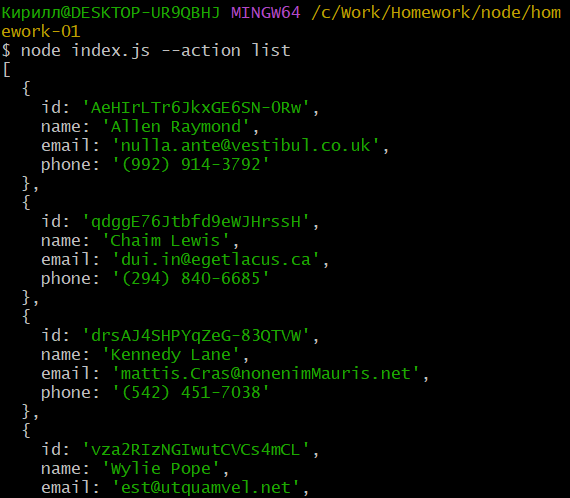 Кирилл@DESKTOP-UR9QBHJ MINGW64 /c/Work/Homework/node/hom
ework-01
$ node index.js --action list
[
  {
    id: 'AeHIrLTr6JkxGE6SN-0Rw',
    name: 'Allen Raymond',
    email: 'nulla.ante@vestibul.co.uk',
    phone: '(992) 914-3792'
  },
  {
    id: 'qdggE76Jtbfd9eWJHrssH',
    name: 'Chaim Lewis',
    email: 'dui.in@egetlacus.ca',
    phone: '(294) 840-6685'
  },
  {
    id: 'drsAJ4SHPYqZeG-83QTVW',
    name: 'Kennedy Lane',
    email: 'mattis.Cras@nonenimMauris.net',
    phone: '(542) 451-7038'
  },
  {
    id: 'vza2RIzNGIwutCVCs4mCL',
    name: 'Wylie Pope',
    email: 'est@utquamvel.net',